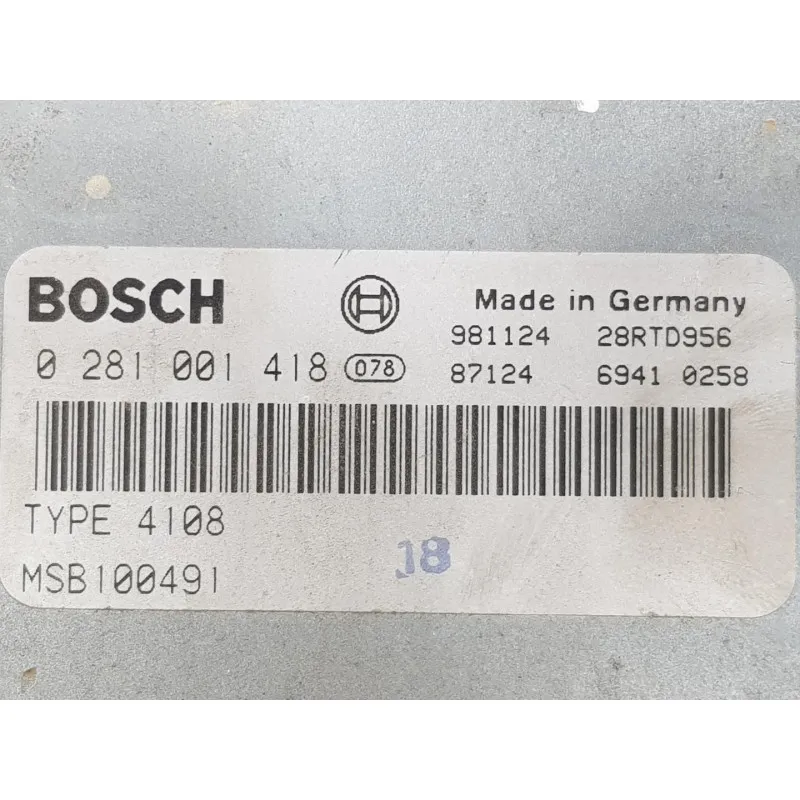 BOSCH
Made in Germany
981124 28RTD956
0 281 001 418 078
87124 6941 0258
TYPE 4108
MSB100491
18